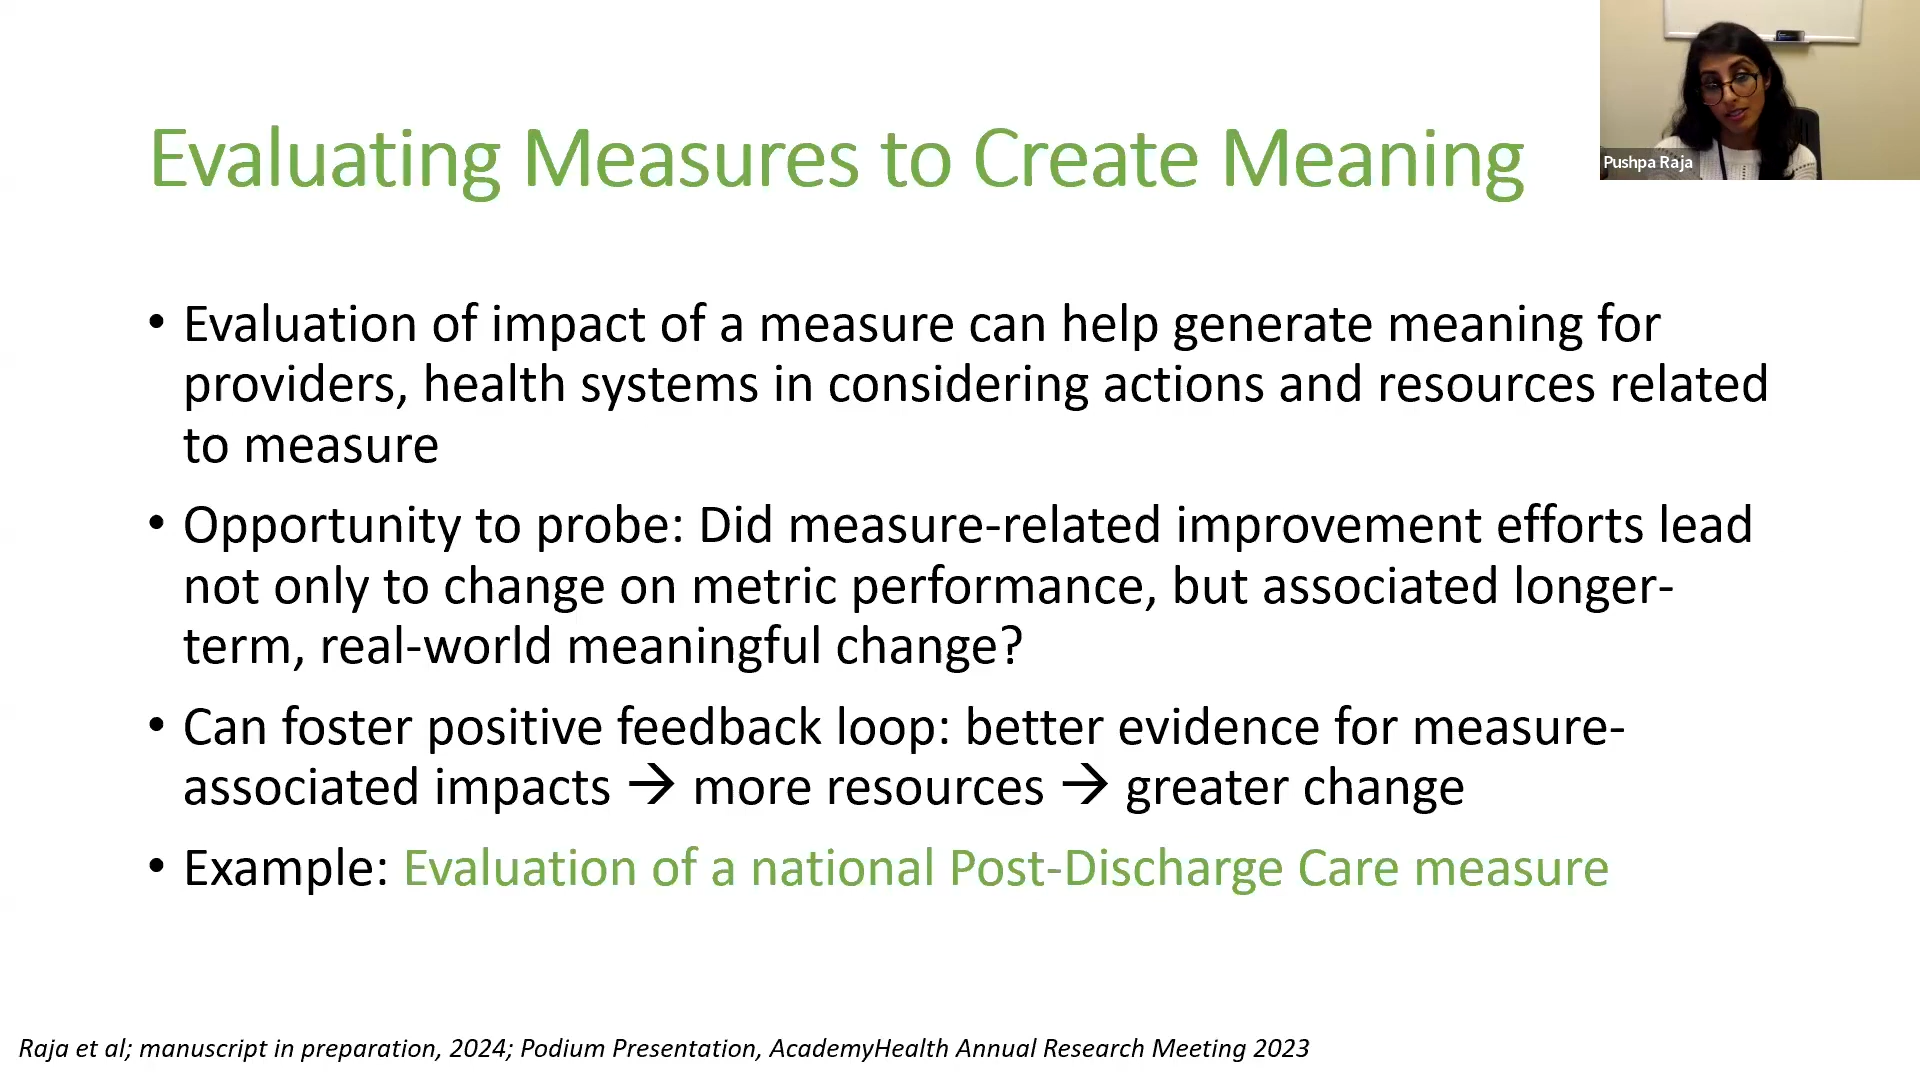 Evaluating Measures to Create Meaning
Pushpa Raja
• Evaluation of impact of a measure can help generate meaning for
providers, health systems in considering actions and resources related
to measure
• Opportunity to probe: Did measure-related improvement efforts lead
not only to change on metric performance, but associated longer-
term, real-world meaningful change?
• Can foster positive feedback loop: better evidence for measure-
associated impacts → more resources → greater change
• Example: Evaluation of a national Post-Discharge Care measure
Raja et al; manuscript in preparation, 2024; Podium Presentation, AcademyHealth Annual Research Meeting 2023